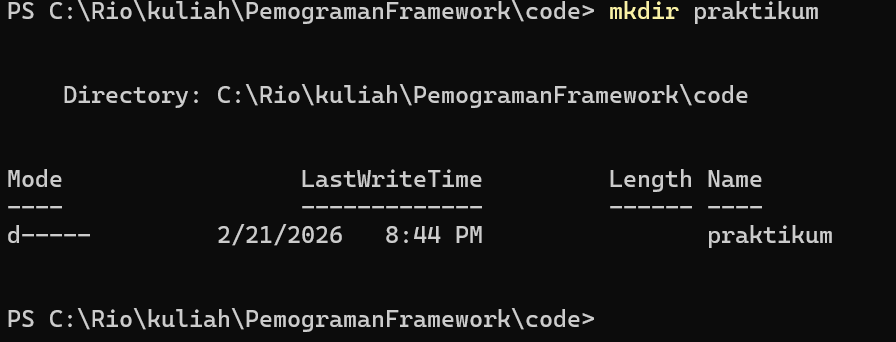 PS C:\Rio\kuliah\PemogramanFramework\code> mkdir praktikum
Directory: C:\Rio\kuliah\PemogramanFramework\code
Mode LastWriteTime Length Name
---- ------------- ------ ----
d----- 2/21/2026 8:44 PM praktikum
PS C:\Rio\kuliah\PemogramanFramework\code>